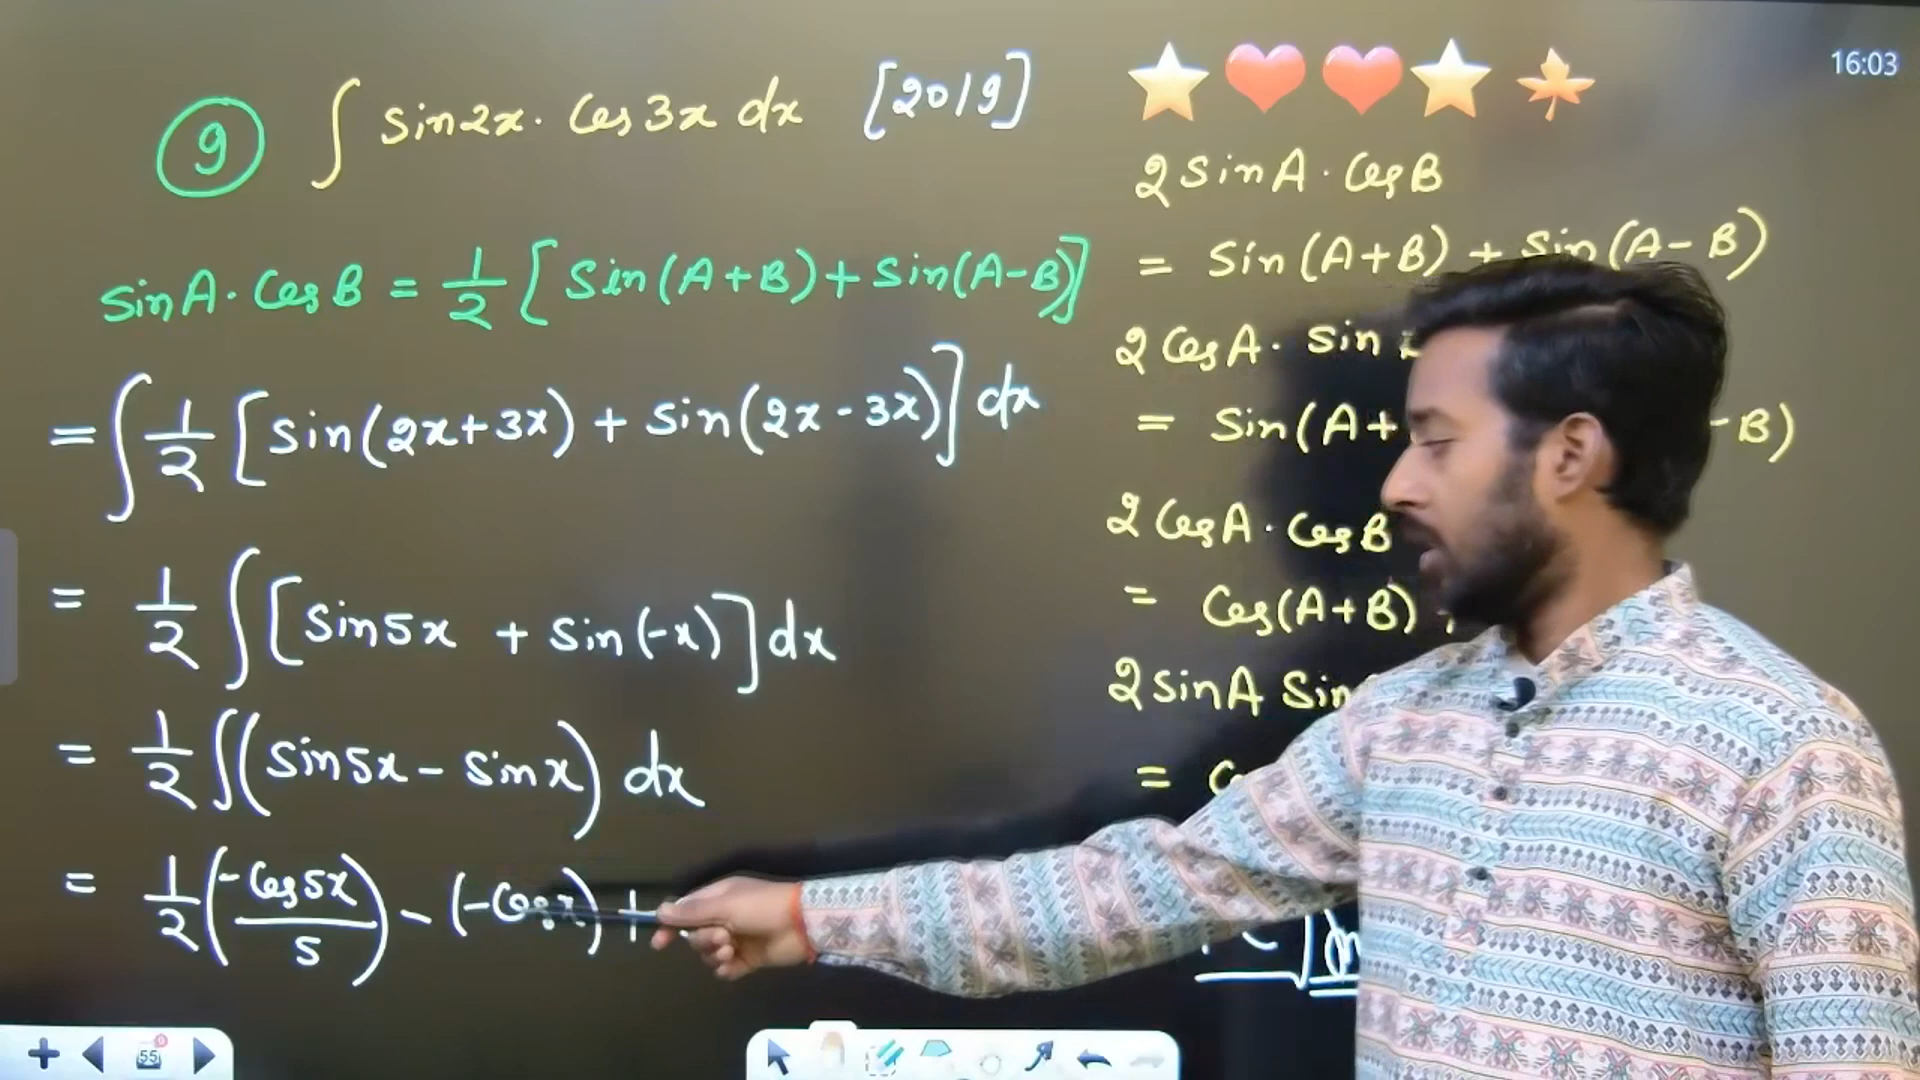 9 ∫ sin2x · Cos3x dx [2019]
sinA · CosB = 1/2 [ Sin(A+B) + Sin(A-B)]
= ∫ 1/2 [sin(2x+3x) + sin(2x-3x)] dx
= 1/2 ∫ [sin5x + sin(-x)] dx
= 1/2 ∫ (sin5x - sinx) dx
= 1/2 (-Cos5x/5) - (-Cosx) +
16:03
2 sinA · CosB
= Sin(A+B) + Sin(A-B)
2 CosA · Sin
= Sin(A+ -B)
2 CosA · CosB
= Cos(A+B)
2 sinA Sin
=
55